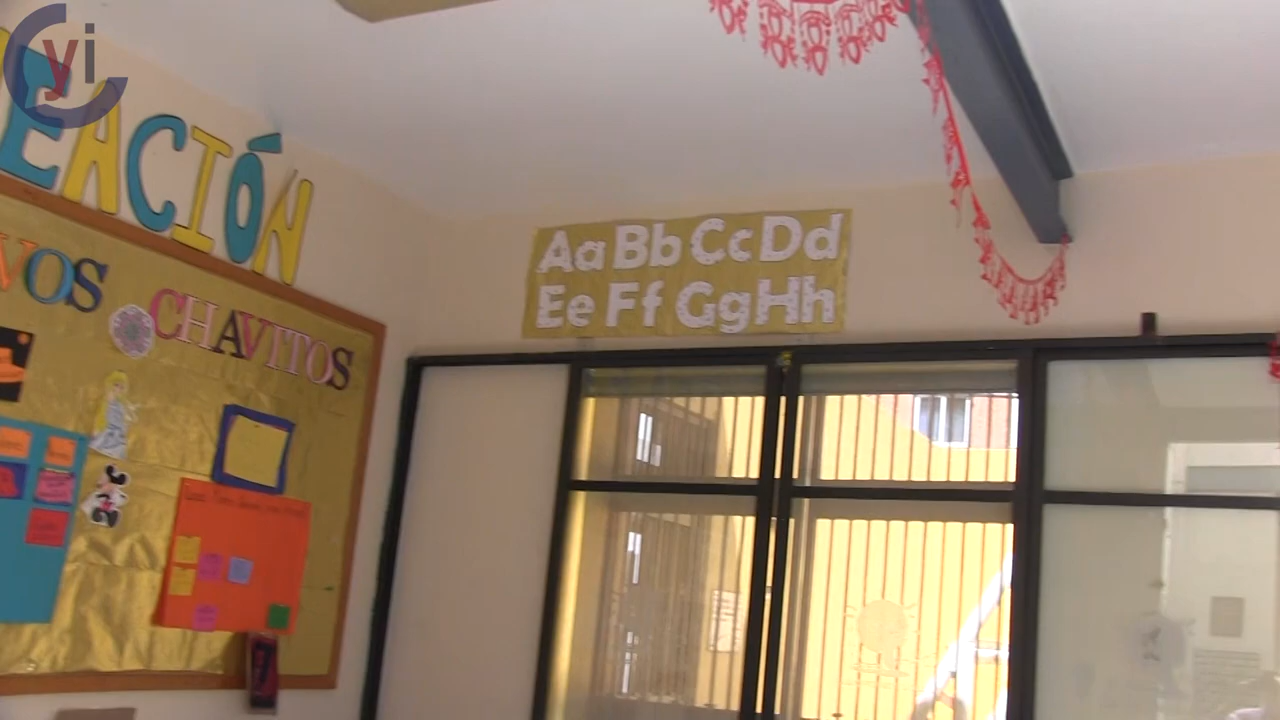 yi
EACIÓN
VOS CHAVITOS
Aa Bb Cc Dd
Ee Ff Gg Hh